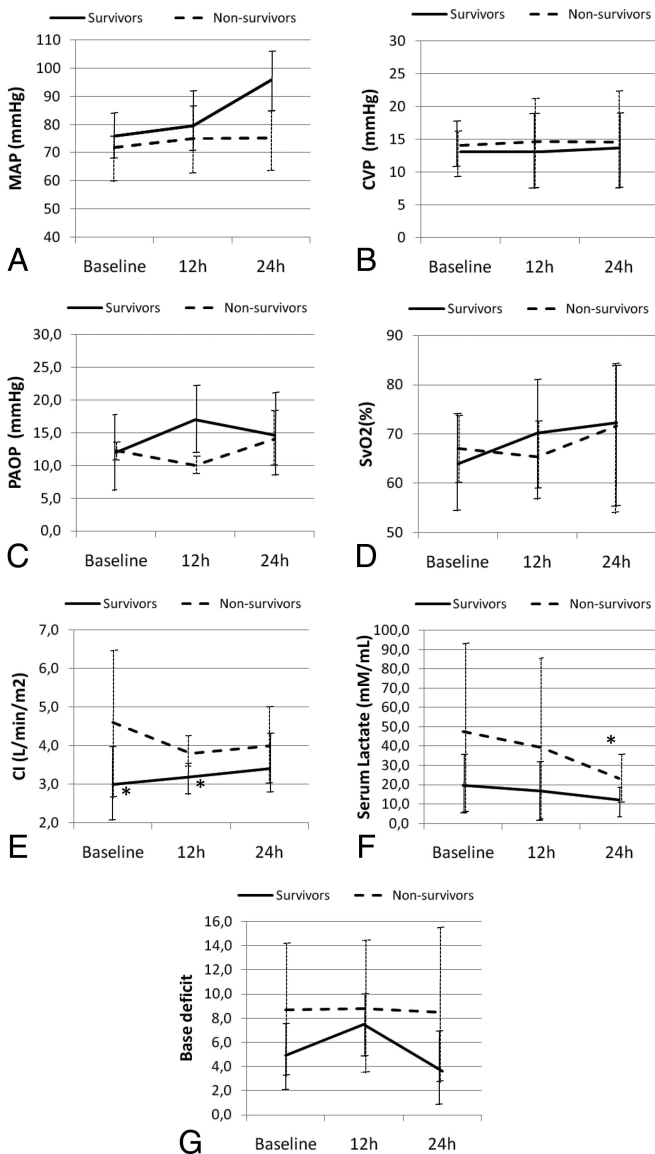 Survivors Non-survivors
MAP (mmHg)
110
100
90
80
70
60
50
40
Baseline 12h 24h
A
Survivors Non-survivors
CVP (mmHg)
30
25
20
15
10
5
0
Baseline 12h 24h
B
Survivors Non-survivors
PAOP (mmHg)
30,0
25,0
20,0
15,0
10,0
5,0
0,0
Baseline 12h 24h
C
Survivors Non-survivors
SvO2(%)
90
80
70
60
50
Baseline 12h 24h
D
Survivors Non-survivors
CI (L/min/m2)
7,0
6,0
5,0
4,0
3,0
2,0
* *
Baseline 12h 24h
E
Survivors Non-survivors
Serum Lactate (mM/mL)
100,0
90,0
80,0
70,0
60,0
50,0
40,0
30,0
20,0
10,0
0,0
*
Baseline 12h 24h
F
Survivors Non-survivors
Base deficit
16,0
14,0
12,0
10,0
8,0
6,0
4,0
2,0
0,0
Baseline 12h 24h
G